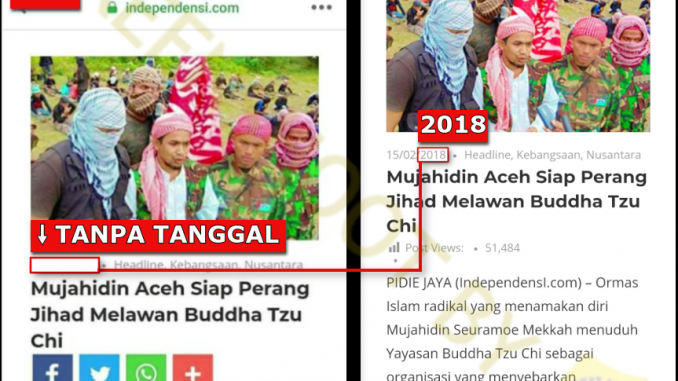 independensi.com
↓ TANPA TANGGAL
Headline, Kebangsaan, Nusantara
Mujahidin Aceh Siap Perang
Jihad Melawan Buddha Tzu
Chi
2018
15/02/2018 • Headline, Kebangsaan, Nusantara
Mujahidin Aceh Siap Perang
Jihad Melawan Buddha Tzu
Chi
Post Views: • 51,484
PIDIE JAYA (IndependensI.com) – Ormas
Islam radikal yang menamakan diri
Mujahidin Seuramoe Mekkah menuduh
Yayasan Buddha Tzu Chi sebagai
organisasi yang menyebarkan